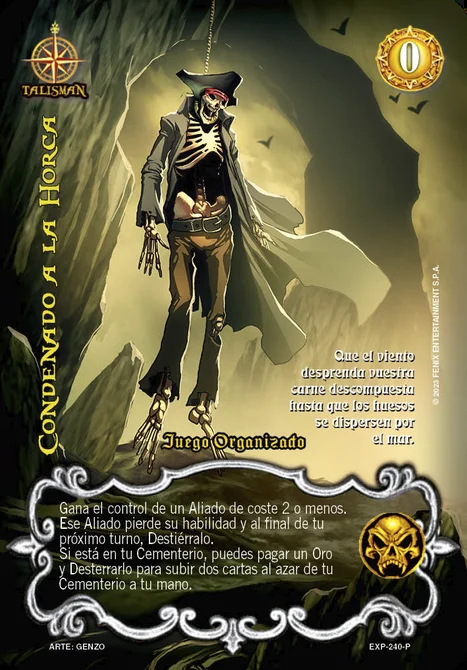 0
TALISMAN
CONDENADO A LA HORCA
© 2023 FENIX ENTERTAINMENT S.P.A.
Que el viento
desprenda vuestra
carne descompuesta
hasta que los huesos
se dispersen por
el mar.
Juego Organizado
Gana el control de un Aliado de coste 2 o menos.
Ese Aliado pierde su habilidad y al final de tu
próximo turno, Destiérralo.
Si está en tu Cementerio, puedes pagar un Oro
y Desterrarlo para subir dos cartas al azar de tu
Cementerio a tu mano.
ARTE: GENZO
EXP-240-P